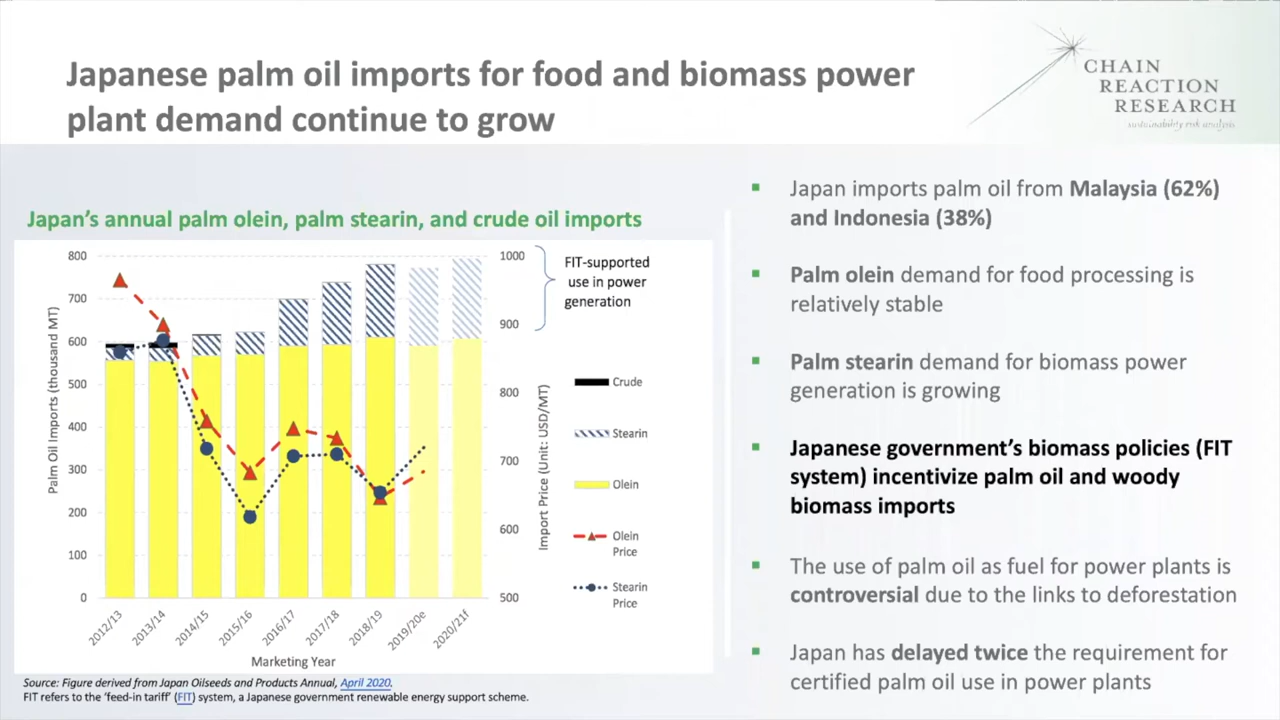 Japanese palm oil imports for food and biomass power
plant demand continue to grow
CHAIN
REACTION
RESEARCH
sustainability risk analysis
Japan's annual palm olein, palm stearin, and crude oil imports
Palm Oil Imports (thousand MT)
800
700
600
500
400
300
200
100
0
1000
900
800
700
600
500
Import Price (Unit: USD/MT)
2012/13
2013/14
2014/15
2015/16
2016/17
2017/18
2018/19
2019/20e
2020/21f
Marketing Year
FIT-supported
use in power
generation
Crude
Stearin
Olein
Olein
Price
Stearin
Price
Source: Figure derived from Japan Oilseeds and Products Annual, April 2020.
FIT refers to the 'feed-in tariff' (FIT) system, a Japanese government renewable energy support scheme.
▪ Japan imports palm oil from Malaysia (62%)
and Indonesia (38%)
▪ Palm olein demand for food processing is
relatively stable
▪ Palm stearin demand for biomass power
generation is growing
▪ Japanese government's biomass policies (FIT
system) incentivize palm oil and woody
biomass imports
▪ The use of palm oil as fuel for power plants is
controversial due to the links to deforestation
▪ Japan has delayed twice the requirement for
certified palm oil use in power plants